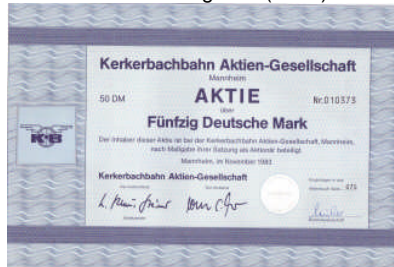 Kerkerbachbahn Aktien-Gesellschaft
Mannheim
50 DM
AKTIE
Nr. 010373
über
Fünfzig Deutsche Mark
Der Inhaber dieser Aktie ist bei der Kerkerbachbahn Aktien-Gesellschaft, Mannheim,
nach Maßgabe ihrer Satzung als Aktionär beteiligt.
Mannheim, im November 1983
Kerkerbachbahn Aktien-Gesellschaft
KB